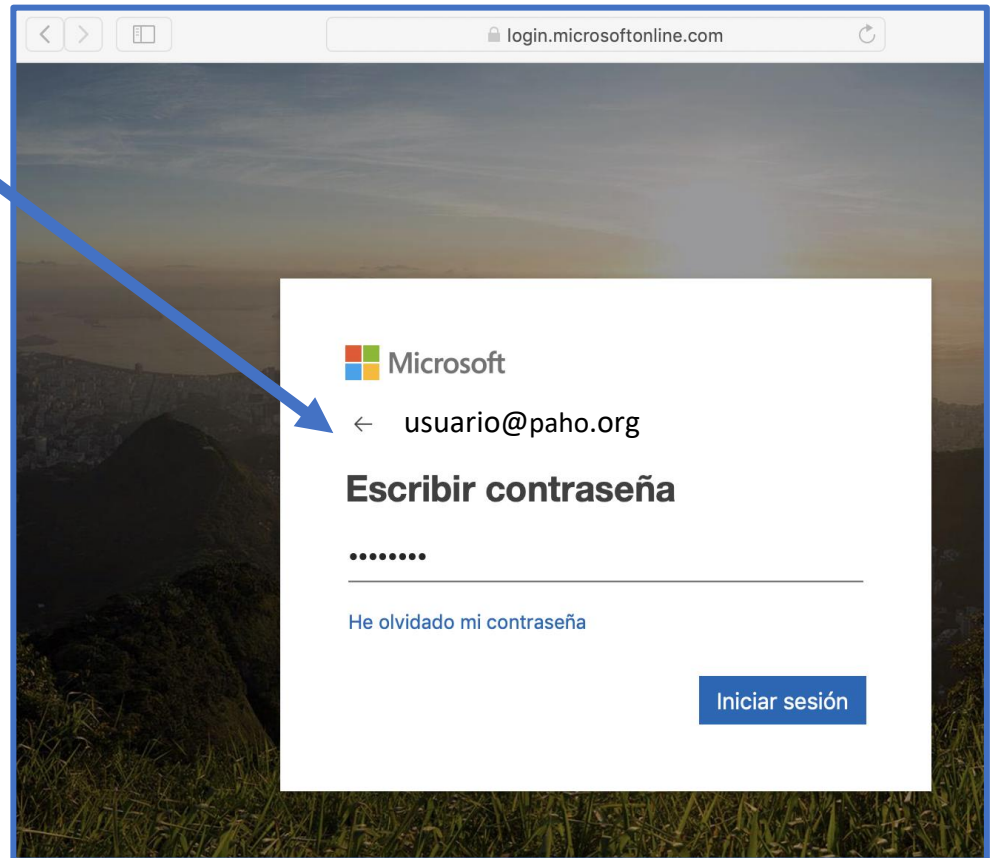 login.microsoftonline.com
Microsoft
← usuario@paho.org
Escribir contraseña
••••••••
He olvidado mi contraseña
Iniciar sesión